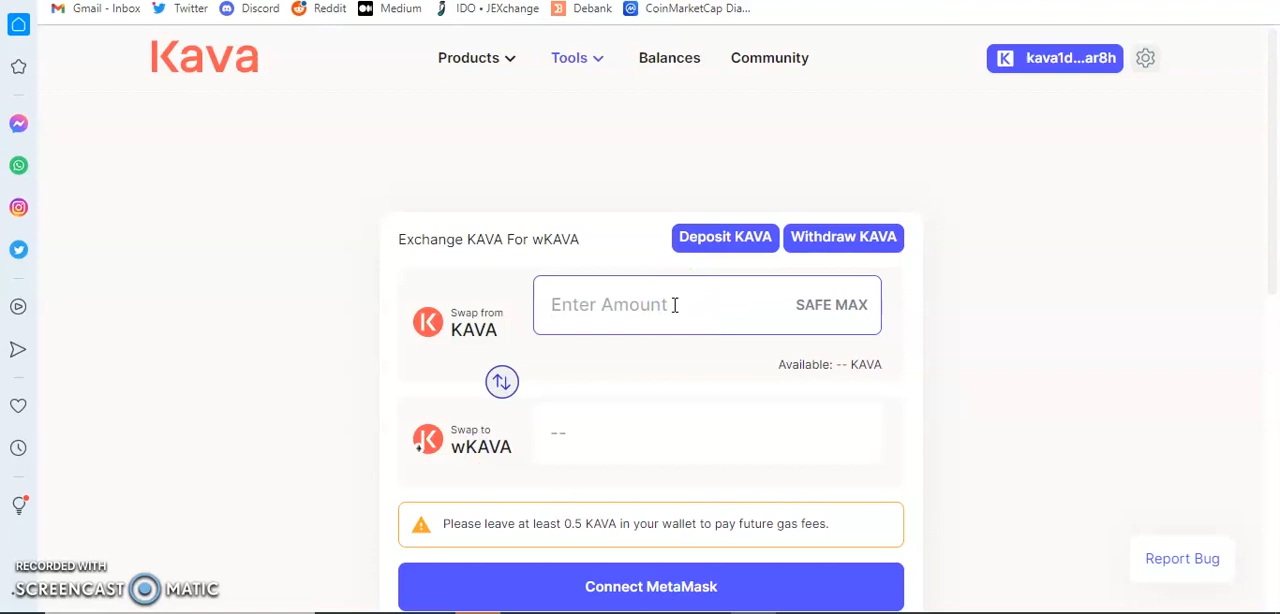 Gmail - Inbox Twitter Discord Reddit Medium IDO • JEXchange Debank CoinMarketCap Dia...
Kava Products Tools Balances Community K kava1d...ar8h
Exchange KAVA For wKAVA Deposit KAVA Withdraw KAVA
Swap from
KAVA
Enter Amount SAFE MAX
Available: -- KAVA
Swap to
wKAVA
--
Please leave at least 0.5 KAVA in your wallet to pay future gas fees.
Connect MetaMask
Report Bug
RECORDED WITH
SCREENCAST MATIC